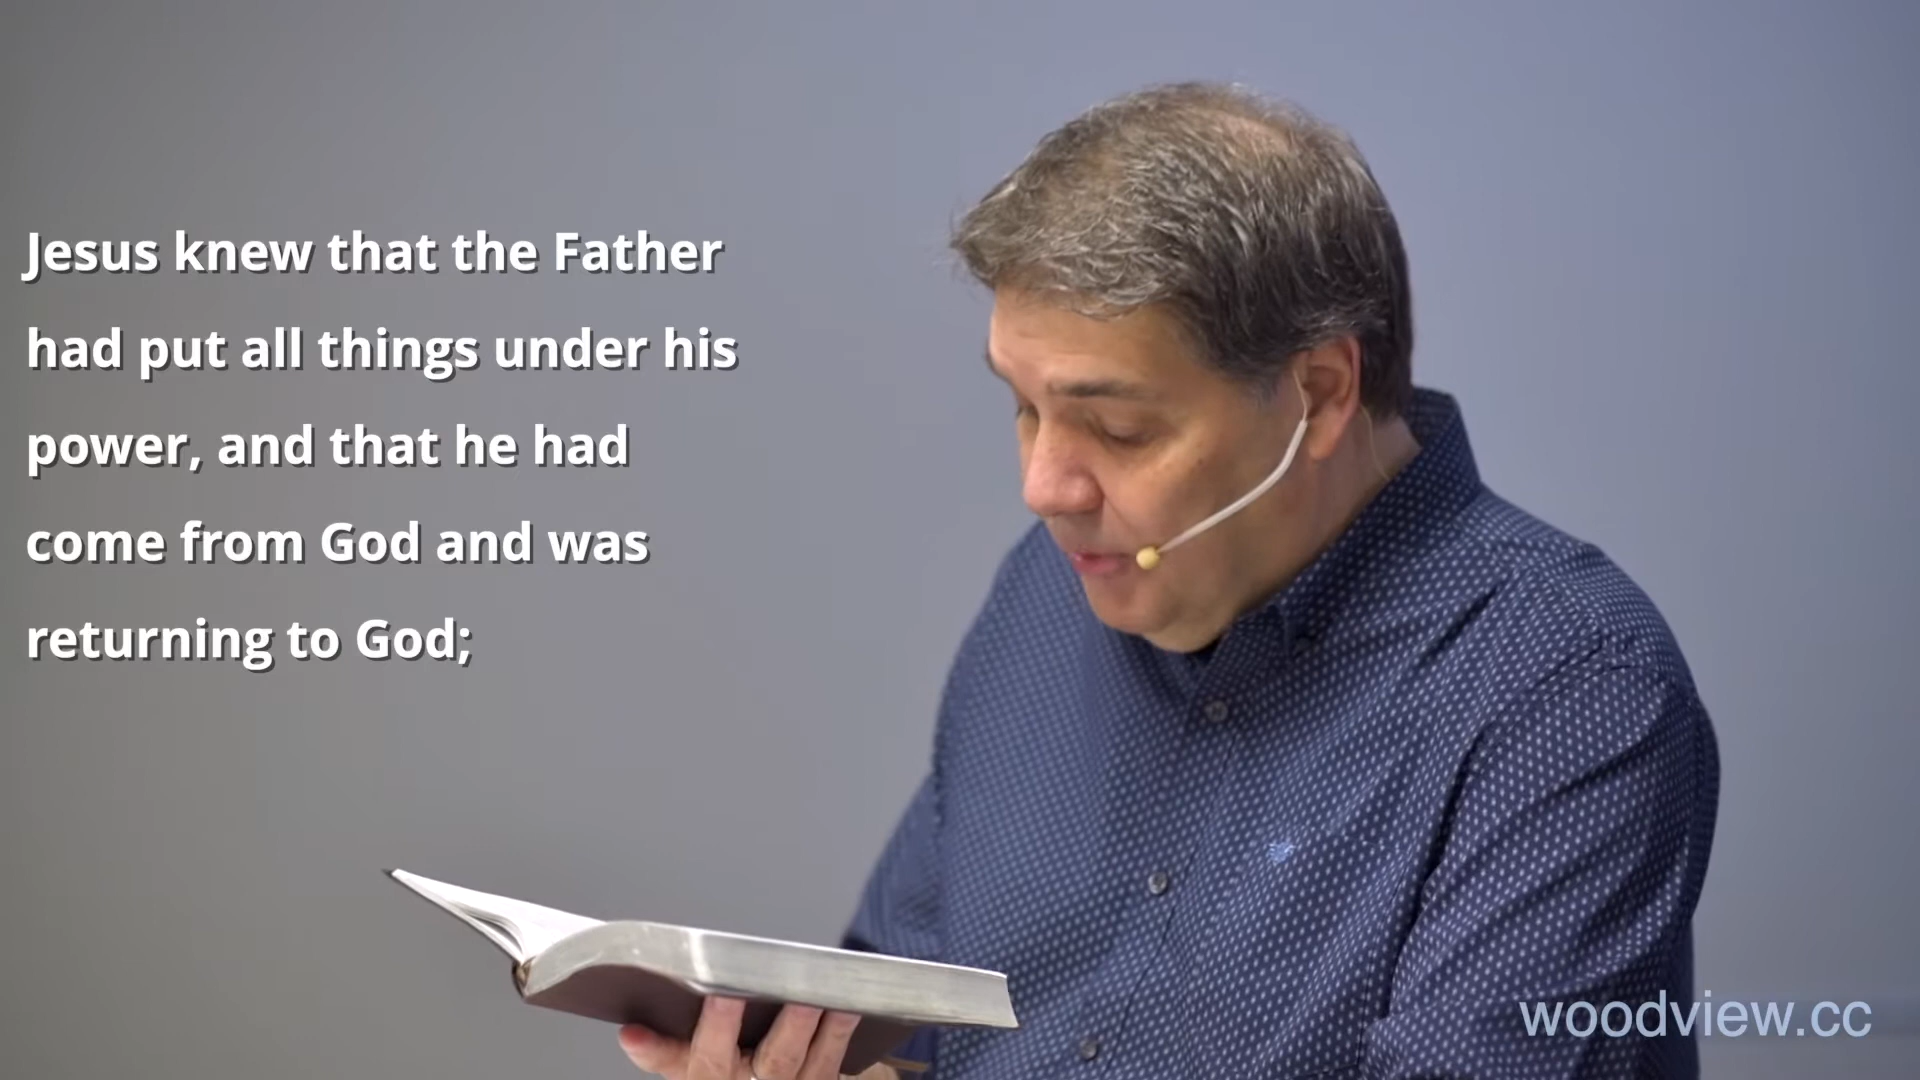 Jesus knew that the Father
had put all things under his
power, and that he had
come from God and was
returning to God;
woodview.cc